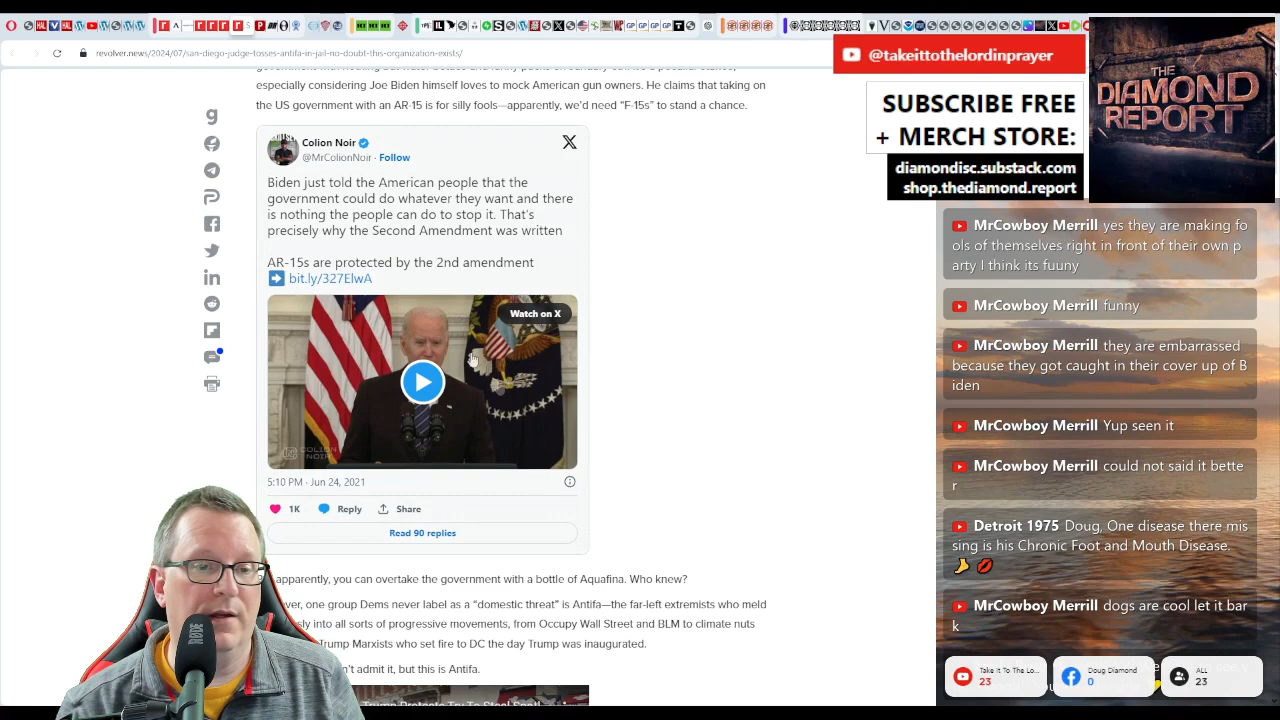 revolver.news/2024/07/san-diego-judge-tosses-antifa-in-jail-no-doubt-this-organization-exists/
especially considering Joe Biden himself loves to mock American gun owners. He claims that taking on
the US government with an AR-15 is for silly fools—apparently, we'd need “F-15s” to stand a chance.
Colion Noir
@MrColionNoir · Follow
Biden just told the American people that the
government could do whatever they want and there
is nothing the people can do to stop it. That's
precisely why the Second Amendment was written
AR-15s are protected by the 2nd amendment
➡️ bit.ly/327ElwA
Watch on X
COLION
NOIR
5:10 PM · Jun 24, 2021
1K Reply Share
Read 90 replies
apparently, you can overtake the government with a bottle of Aquafina. Who knew?
one group Dems never label as a “domestic threat” is Antifa—the far-left extremists who meld
into all sorts of progressive movements, from Occupy Wall Street and BLM to climate nuts
Trump Marxists who set fire to DC the day Trump was inaugurated.
admit it, but this is Antifa.
@takeittothelordinprayer
SUBSCRIBE FREE
+ MERCH STORE:
diamondisc.substack.com
shop.thediamond.report
THE
DIAMOND
REPORT
MrCowboy Merrill yes they are making fo
ols of themselves right in front of their own p
arty I think its fuuny
MrCowboy Merrill funny
MrCowboy Merrill they are embarrassed
because they got caught in their cover up of B
iden
MrCowboy Merrill Yup seen it
MrCowboy Merrill could not said it bette
r
Detroit 1975 Doug, One disease there mis
sing is his Chronic Foot and Mouth Disease.
🦶 💋
MrCowboy Merrill dogs are cool let it bar
k
Take It To The Lo...
23
Doug Diamond
0
ALL
23